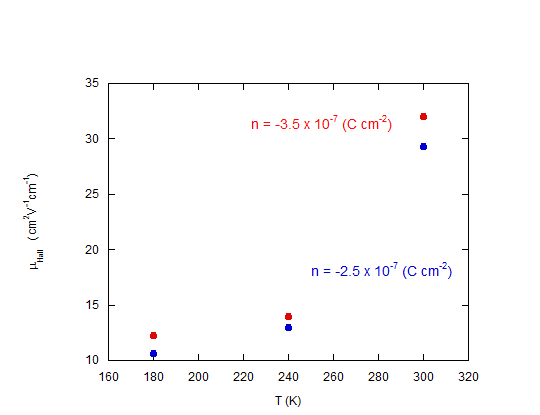 35
30
25
20
15
10
160 180 200 220 240 260 280 300 320
T (K)
μHall (cm²V⁻¹cm⁻¹)
n = -3.5 x 10⁻⁷ (C cm⁻²)
n = -2.5 x 10⁻⁷ (C cm⁻²)